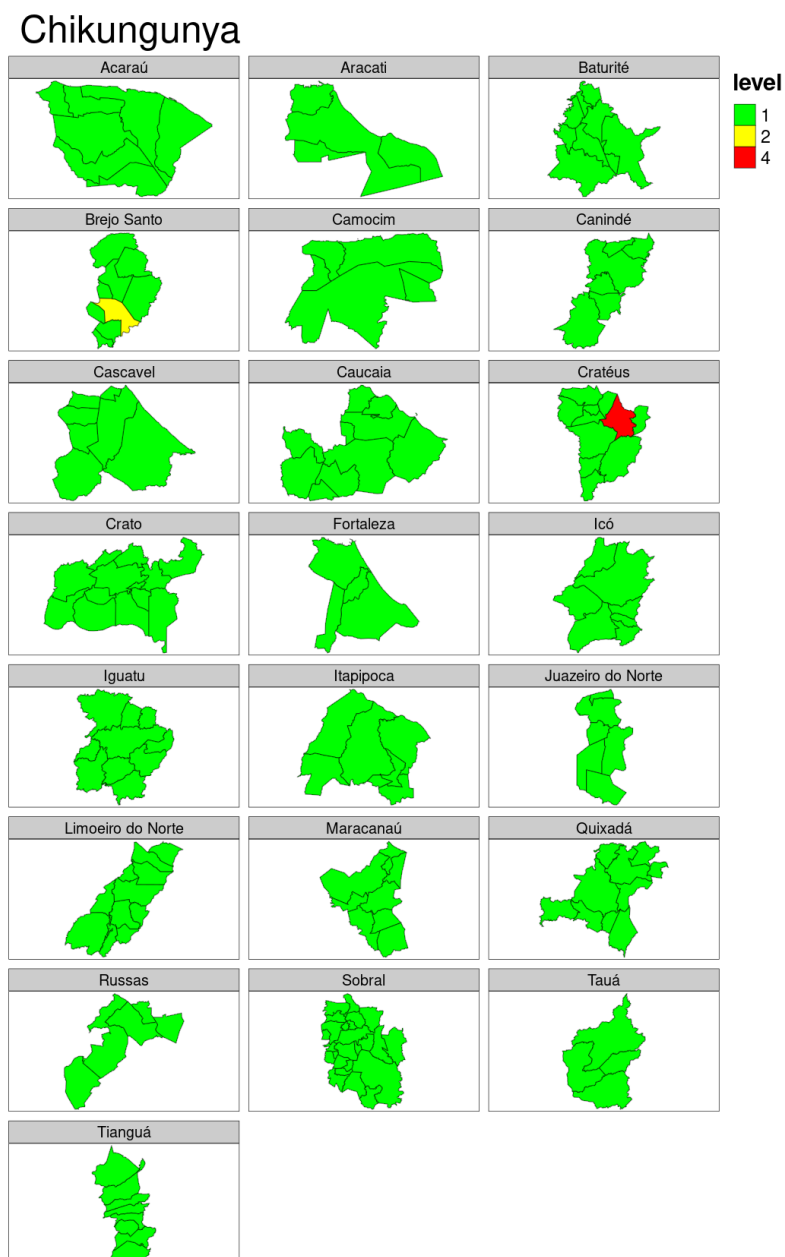 Chikungunya
Acaraú
Aracati
Baturité
level
1
2
4
Brejo Santo
Camocim
Canindé
Cascavel
Caucaia
Cratéus
Crato
Fortaleza
Icó
Iguatu
Itapipoca
Juazeiro do Norte
Limoeiro do Norte
Maracanaú
Quixadá
Russas
Sobral
Tauá
Tianguá